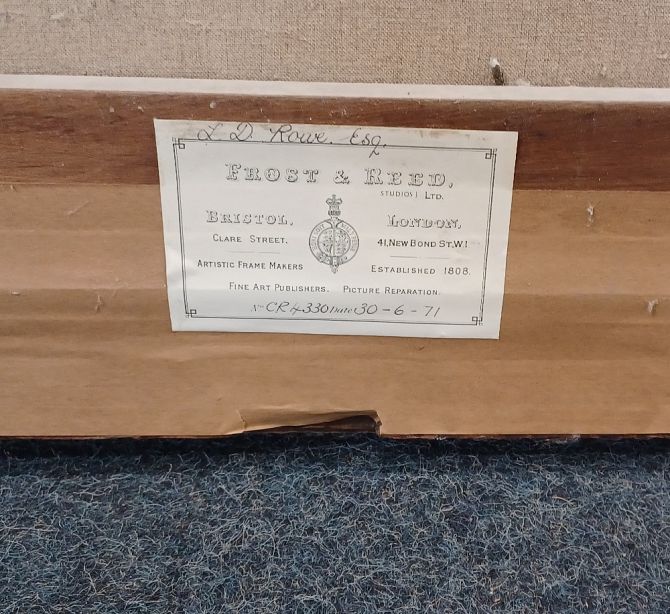 L D Rowe. Esq.
FROST & REED,
(STUDIOS) LTD.
BRISTOL, LONDON,
CLARE STREET. 41, NEW BOND ST, W.1
ARTISTIC FRAME MAKERS ESTABLISHED 1808.
FINE ART PUBLISHERS. PICTURE REPARATION.
No. CR 4330 Date 30-6-71